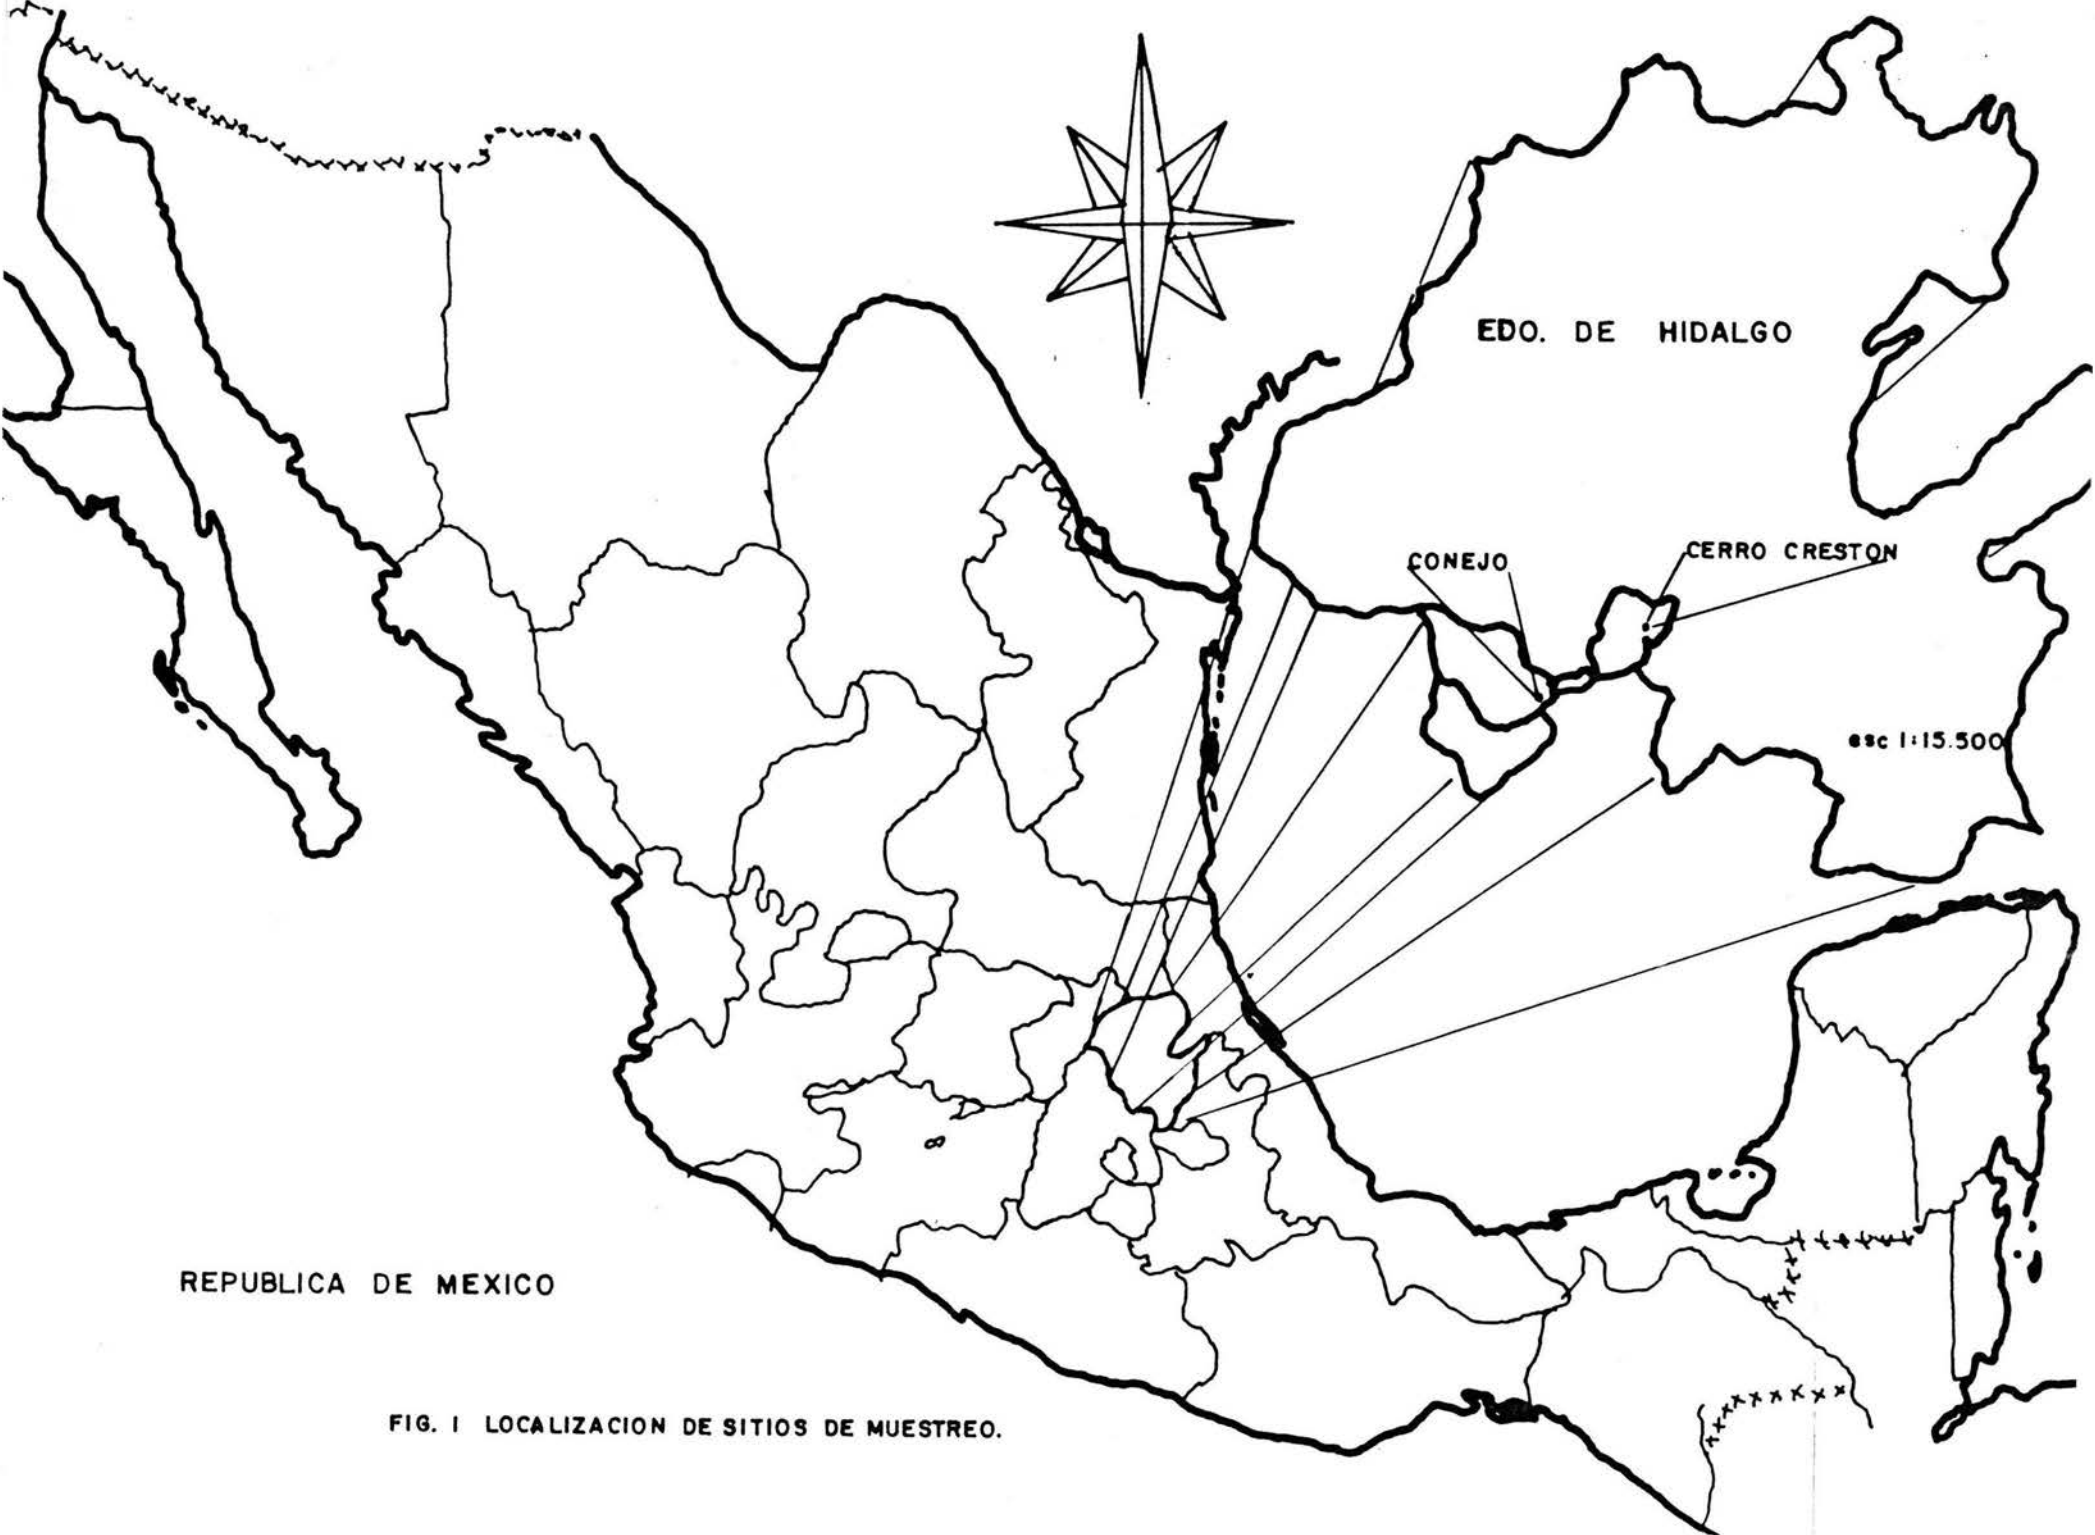 EDO. DE HIDALGO
CONEJO
CERRO CRESTON
esc 1:15.500
REPUBLICA DE MEXICO
FIG. 1 LOCALIZACION DE SITIOS DE MUESTREO.